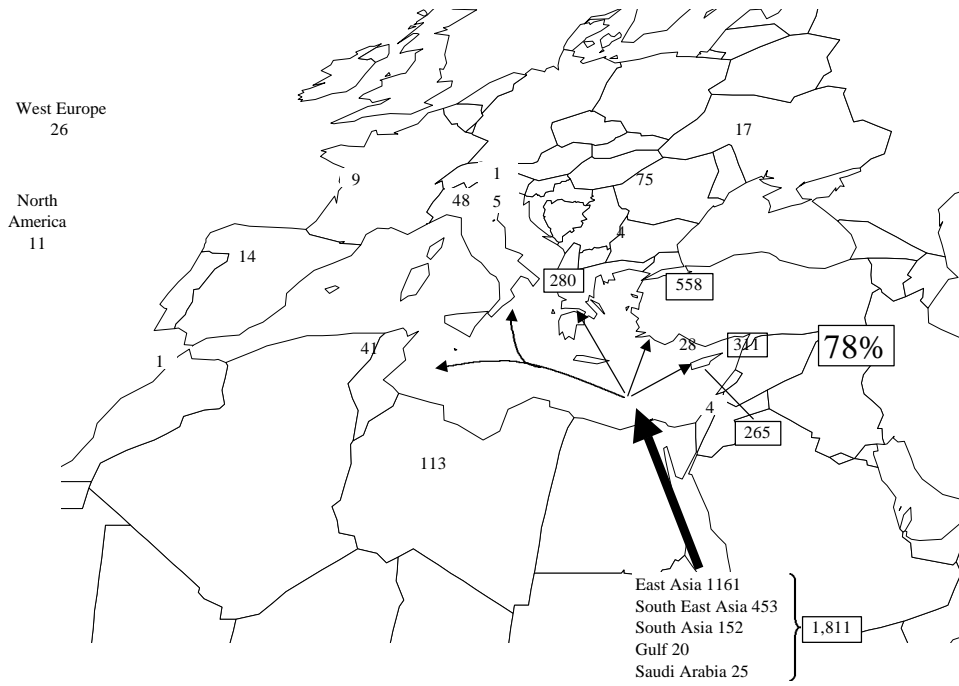 West Europe
26
17
9
1
75
48
5
North
America
11
4
14
280
558
1
41
28
311
78%
4
265
113
East Asia 1161
South East Asia 453
South Asia 152
Gulf 20
Saudi Arabia 25
1,811